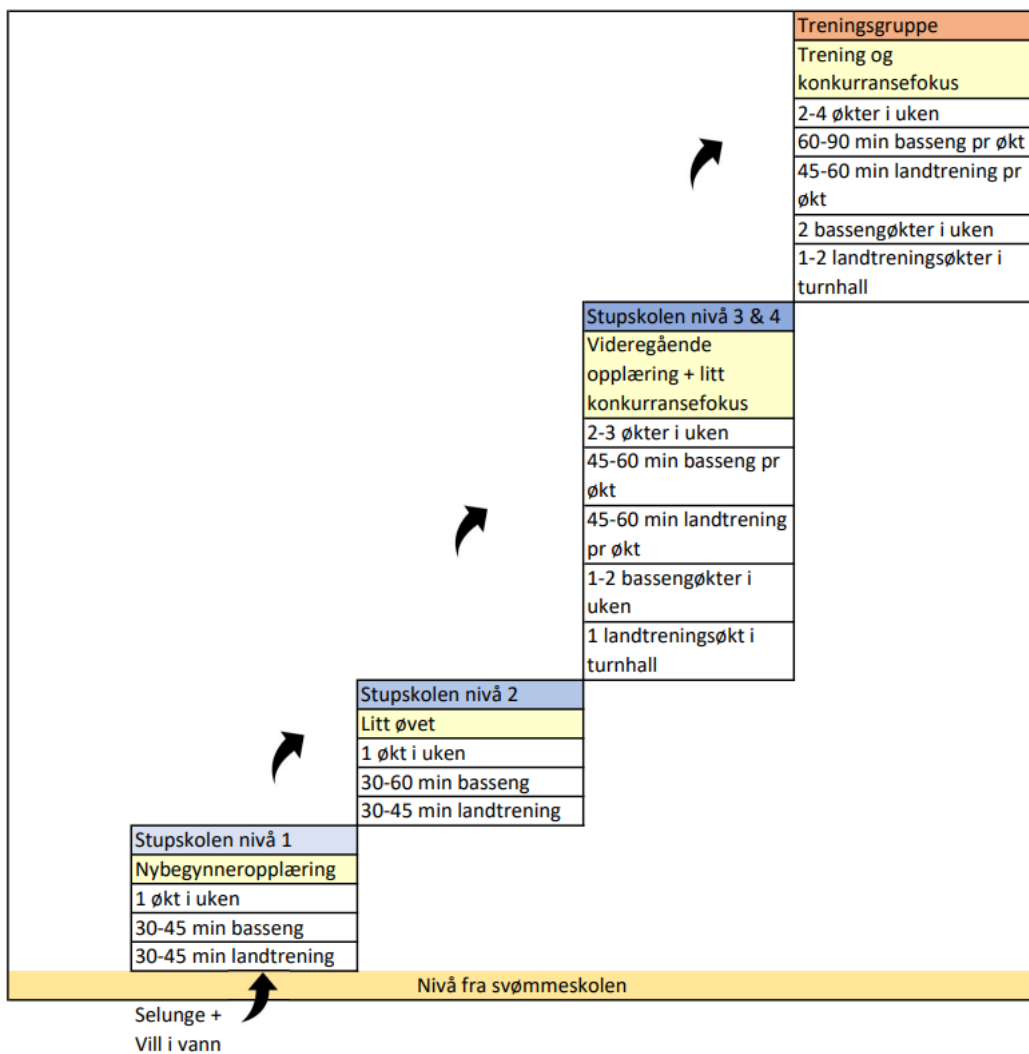 Treningsgruppe
Trening og
konkurransefokus
2-4 økter i uken
60-90 min basseng pr økt
45-60 min landtrening pr
økt
2 bassengøkter i uken
1-2 landtreningsøkter i
turnhall
Stupskolen nivå 3 & 4
Videregående
opplæring + litt
konkurransefokus
2-3 økter i uken
45-60 min basseng pr
økt
45-60 min landtrening
pr økt
1-2 bassengøkter i
uken
1 landtreningsøkt i
turnhall
Stupskolen nivå 2
Litt øvet
1 økt i uken
30-60 min basseng
30-45 min landtrening
Stupskolen nivå 1
Nybegynneropplæring
1 økt i uken
30-45 min basseng
30-45 min landtrening
Nivå fra svømmeskolen
Selunge +
Vill i vann